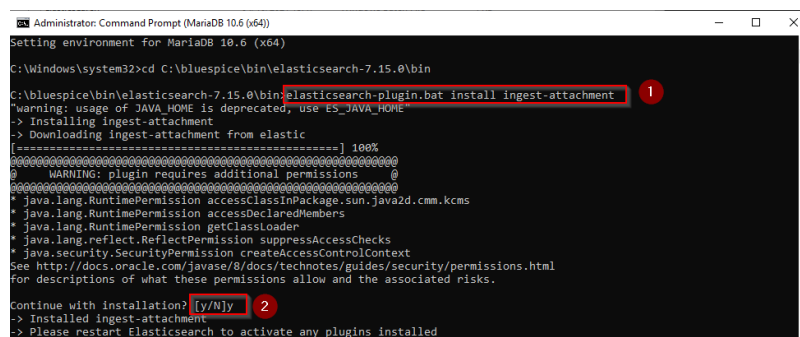 Administrator: Command Prompt (MariaDB 10.6 (x64))
Setting environment for MariaDB 10.6 (x64)
C:\Windows\system32>cd C:\bluespice\bin\elasticsearch-7.15.0\bin
C:\bluespice\bin\elasticsearch-7.15.0\bin>elasticsearch-plugin.bat install ingest-attachment 1
"warning: usage of JAVA_HOME is deprecated, use ES_JAVA_HOME"
-> Installing ingest-attachment
-> Downloading ingest-attachment from elastic
[=================================================] 100%
@@@@@@@@@@@@@@@@@@@@@@@@@@@@@@@@@@@@@@@@@@@@@@@@@@@@@@@@@@@
@     WARNING: plugin requires additional permissions     @
@@@@@@@@@@@@@@@@@@@@@@@@@@@@@@@@@@@@@@@@@@@@@@@@@@@@@@@@@@@
* java.lang.RuntimePermission accessClassInPackage.sun.java2d.cmm.kcms
* java.lang.RuntimePermission accessDeclaredMembers
* java.lang.RuntimePermission getClassLoader
* java.lang.reflect.ReflectPermission suppressAccessChecks
* java.security.SecurityPermission createAccessControlContext
See http://docs.oracle.com/javase/8/docs/technotes/guides/security/permissions.html
for descriptions of what these permissions allow and the associated risks.
Continue with installation? [y/N]y 2
-> Installed ingest-attachment
-> Please restart Elasticsearch to activate any plugins installed